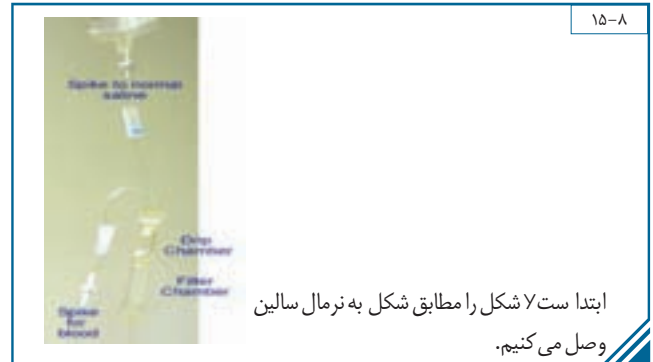 ۱۵-۸
Spike to normal
saline
Drip
Chamber
Filter
Chamber
Spike
for
blood
ابتدا ست Y شکل را مطابق شکل به نرمال سالین
وصل می کنیم.